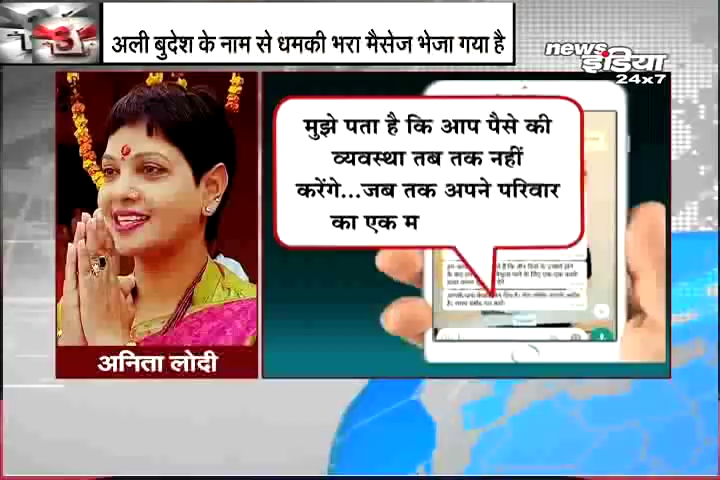 3
अली बुदेश के नाम से धमकी भरा मैसेज भेजा गया है
news
इंडिया
24x7
मुझे पता है कि आप पैसे की
व्यवस्था तब तक नहीं
करेंगे...जब तक अपने परिवार
का एक म
अनिता लोदी